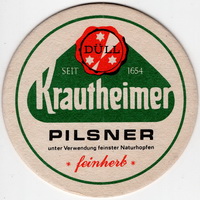 DÜLL
SEIT 1654
Krautheimer
PILSNER
unter Verwendung feinster Naturhopfen
* feinherb *